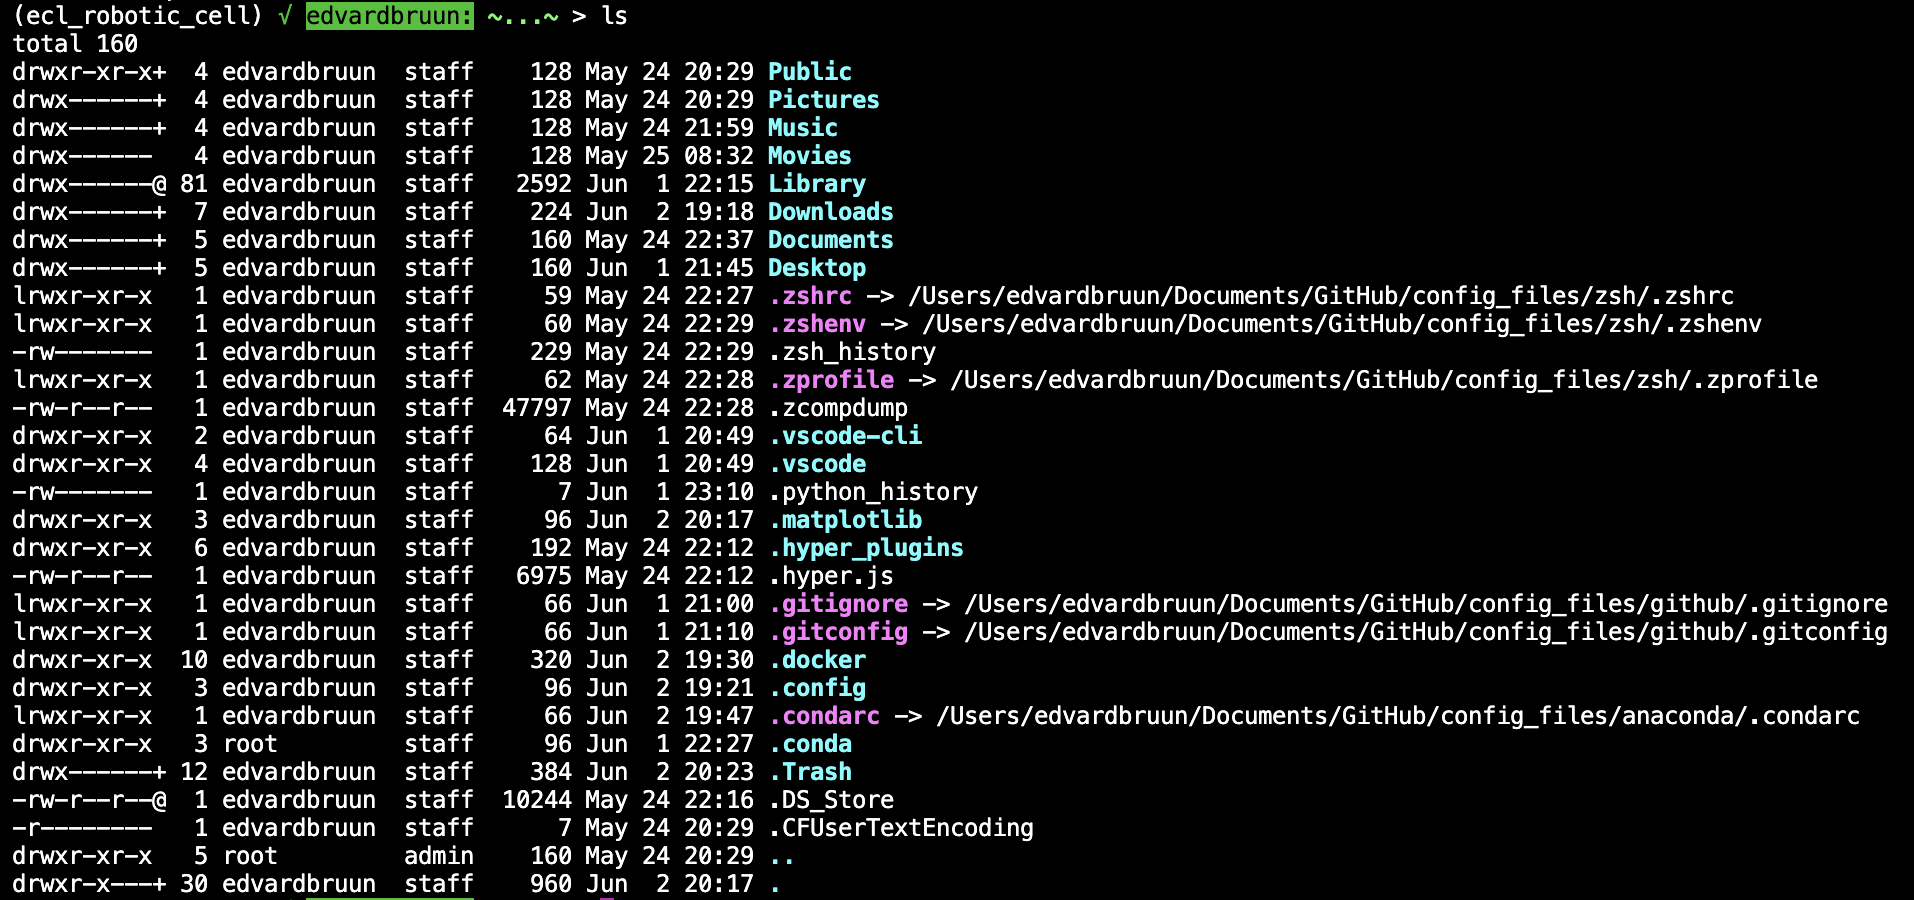 (ecl_robotic_cell) √ edvardbruun: ~...~ > ls
total 160
drwxr-xr-x+  4 edvardbruun  staff    128 May 24 20:29 Public
drwx------+  4 edvardbruun  staff    128 May 24 20:29 Pictures
drwx------+  4 edvardbruun  staff    128 May 24 21:59 Music
drwx------   4 edvardbruun  staff    128 May 25 08:32 Movies
drwx------@ 81 edvardbruun  staff   2592 Jun  1 22:15 Library
drwx------+  7 edvardbruun  staff    224 Jun  2 19:18 Downloads
drwx------+  5 edvardbruun  staff    160 May 24 22:37 Documents
drwx------+  5 edvardbruun  staff    160 Jun  1 21:45 Desktop
lrwxr-xr-x   1 edvardbruun  staff     59 May 24 22:27 .zshrc -> /Users/edvardbruun/Documents/GitHub/config_files/zsh/.zshrc
lrwxr-xr-x   1 edvardbruun  staff     60 May 24 22:29 .zshenv -> /Users/edvardbruun/Documents/GitHub/config_files/zsh/.zshenv
-rw-------   1 edvardbruun  staff    229 May 24 22:29 .zsh_history
lrwxr-xr-x   1 edvardbruun  staff     62 May 24 22:28 .zprofile -> /Users/edvardbruun/Documents/GitHub/config_files/zsh/.zprofile
-rw-r--r--   1 edvardbruun  staff  47797 May 24 22:28 .zcompdump
drwxr-xr-x   2 edvardbruun  staff     64 Jun  1 20:49 .vscode-cli
drwxr-xr-x   4 edvardbruun  staff    128 Jun  1 20:49 .vscode
-rw-------   1 edvardbruun  staff      7 Jun  1 23:10 .python_history
drwxr-xr-x   3 edvardbruun  staff     96 Jun  2 20:17 .matplotlib
drwxr-xr-x   6 edvardbruun  staff    192 May 24 22:12 .hyper_plugins
-rw-r--r--   1 edvardbruun  staff   6975 May 24 22:12 .hyper.js
lrwxr-xr-x   1 edvardbruun  staff     66 Jun  1 21:00 .gitignore -> /Users/edvardbruun/Documents/GitHub/config_files/github/.gitignore
lrwxr-xr-x   1 edvardbruun  staff     66 Jun  1 21:10 .gitconfig -> /Users/edvardbruun/Documents/GitHub/config_files/github/.gitconfig
drwxr-xr-x  10 edvardbruun  staff    320 Jun  2 19:30 .docker
drwxr-xr-x   3 edvardbruun  staff     96 Jun  2 19:21 .config
lrwxr-xr-x   1 edvardbruun  staff     66 Jun  2 19:47 .condarc -> /Users/edvardbruun/Documents/GitHub/config_files/anaconda/.condarc
drwxr-xr-x   3 root         staff     96 Jun  1 22:27 .conda
drwx------+ 12 edvardbruun  staff    384 Jun  2 20:23 .Trash
-rw-r--r--@  1 edvardbruun  staff  10244 May 24 22:16 .DS_Store
-r--------   1 edvardbruun  staff      7 May 24 20:29 .CFUserTextEncoding
drwxr-xr-x   5 root         admin    160 May 24 20:29 ..
drwxr-x---+ 30 edvardbruun  staff    960 Jun  2 20:17 .